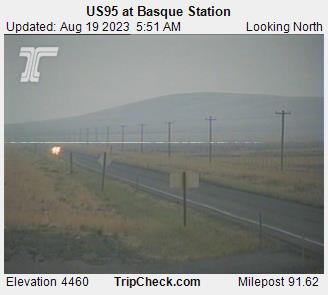 US95 at Basque Station
Updated: Aug 19 2023 5:51 AM Looking North
Elevation 4460 TripCheck.com Milepost 91.62